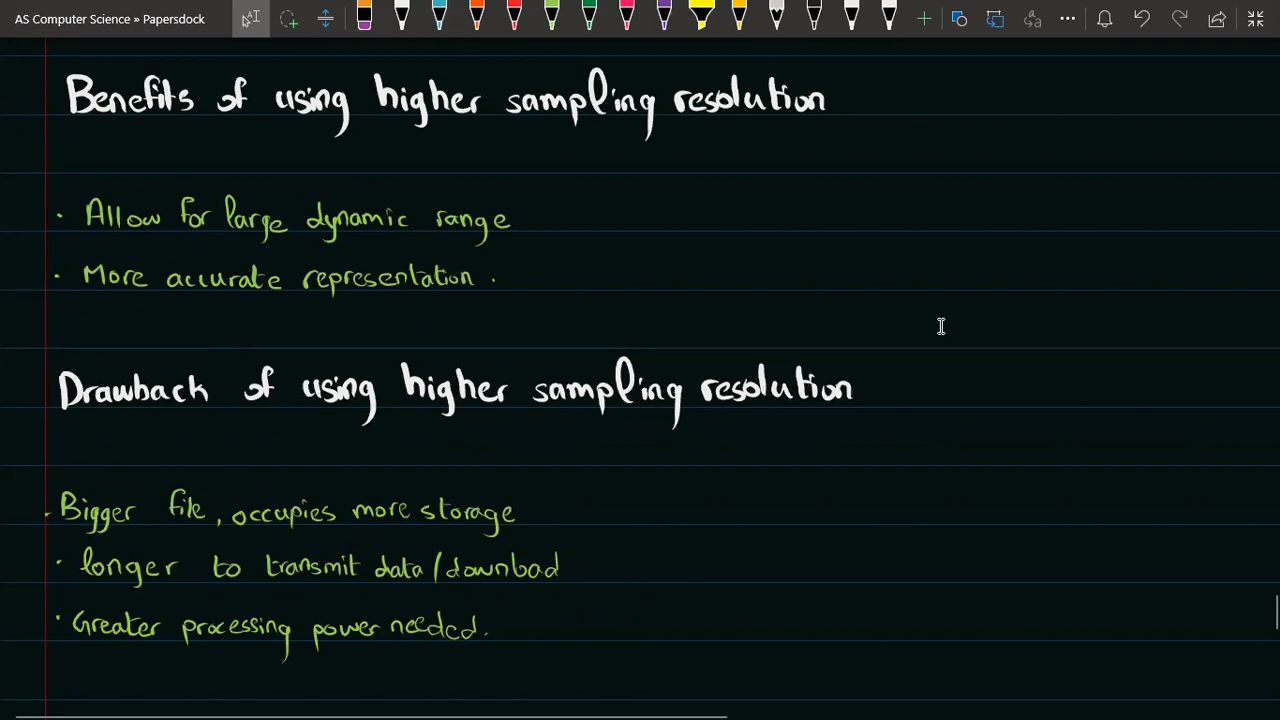 AS Computer Science » Papersdock
Benefits of using higher sampling resolution
· Allow for large dynamic range
· More accurate representation.
Drawback of using higher sampling resolution
· Bigger file, occupies more storage
· longer to transmit data/download
· Greater processing power needed.